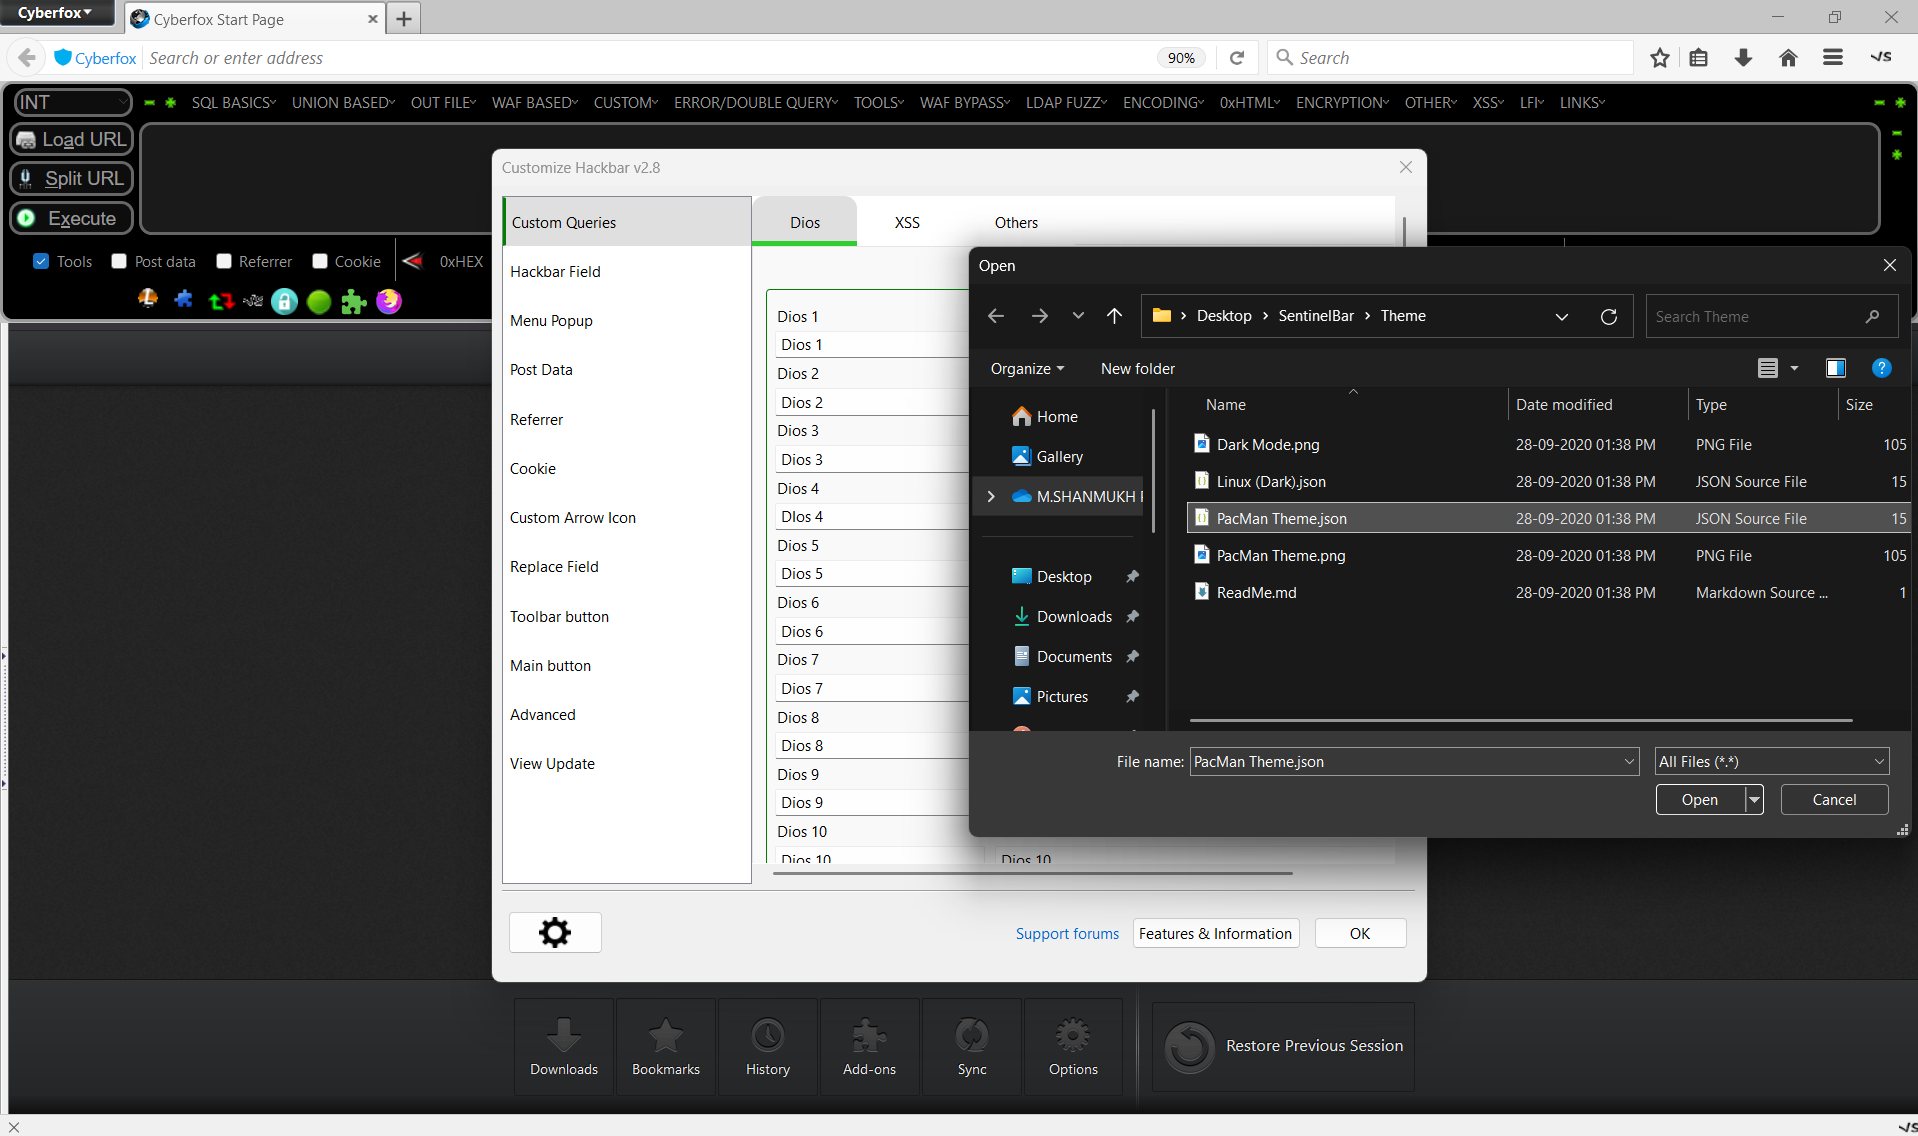 Cyberfox
Cyberfox Start Page
Cyberfox
Search or enter address
90%
Search
INT
SQL BASICS
UNION BASED
OUT FILE
WAF BASED
CUSTOM
ERROR/DOUBLE QUERY
TOOLS
WAF BYPASS
LDAP FUZZ
ENCODING
0xHTML
ENCRYPTION
OTHER
XSS
LFI
LINKS
Load URL
Split URL
Execute
Tools
Post data
Referrer
Cookie
0xHEX
Customize Hackbar v2.8
Custom Queries
Hackbar Field
Menu Popup
Post Data
Referrer
Cookie
Custom Arrow Icon
Replace Field
Toolbar button
Main button
Advanced
View Update
Dios
XSS
Others
Dios 1
Dios 1
Dios 2
Dios 2
Dios 3
Dios 3
Dios 4
DIos 4
Dios 5
Dios 5
Dios 6
Dios 6
Dios 7
Dios 7
Dios 8
Dios 8
Dios 9
Dios 9
Dios 10
Dios 10
Dios 10
Support forums
Features & Information
OK
Open
Desktop
SentinelBar
Theme
Search Theme
Organize
New folder
Home
Gallery
M.SHANMUKH
Desktop
Downloads
Documents
Pictures
Name
Date modified
Type
Size
Dark Mode.png 28-09-2020 01:38 PM PNG File 105
Linux (Dark).json 28-09-2020 01:38 PM JSON Source File 15
PacMan Theme.json 28-09-2020 01:38 PM JSON Source File 15
PacMan Theme.png 28-09-2020 01:38 PM PNG File 105
ReadMe.md 28-09-2020 01:38 PM Markdown Source ... 1
File name: PacMan Theme.json
All Files (*.*)
Open
Cancel
Downloads
Bookmarks
History
Add-ons
Sync
Options
Restore Previous Session